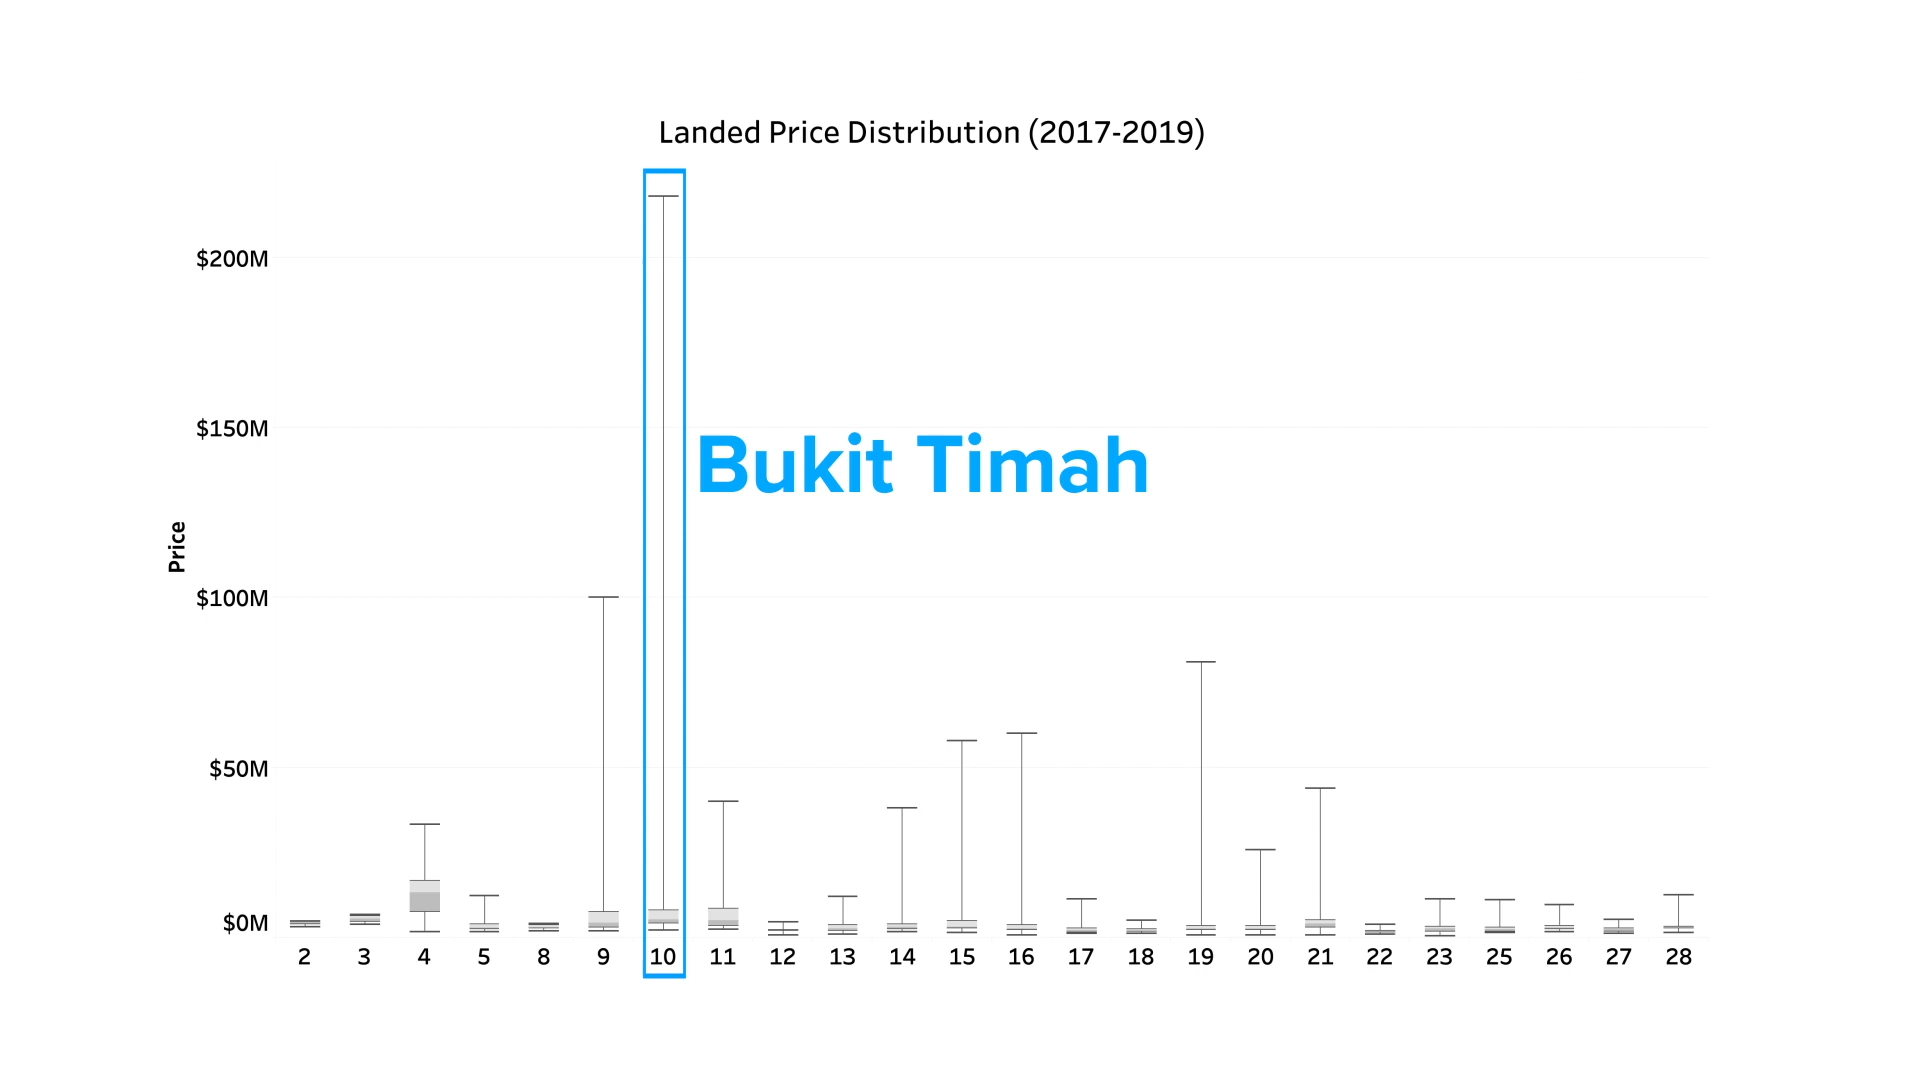 Landed Price Distribution (2017-2019)
$200M
$150M
Bukit Timah
Price
$100M
$50M
$0M
2 3 4 5 8 9 10 11 12 13 14 15 16 17 18 19 20 21 22 23 25 26 27 28